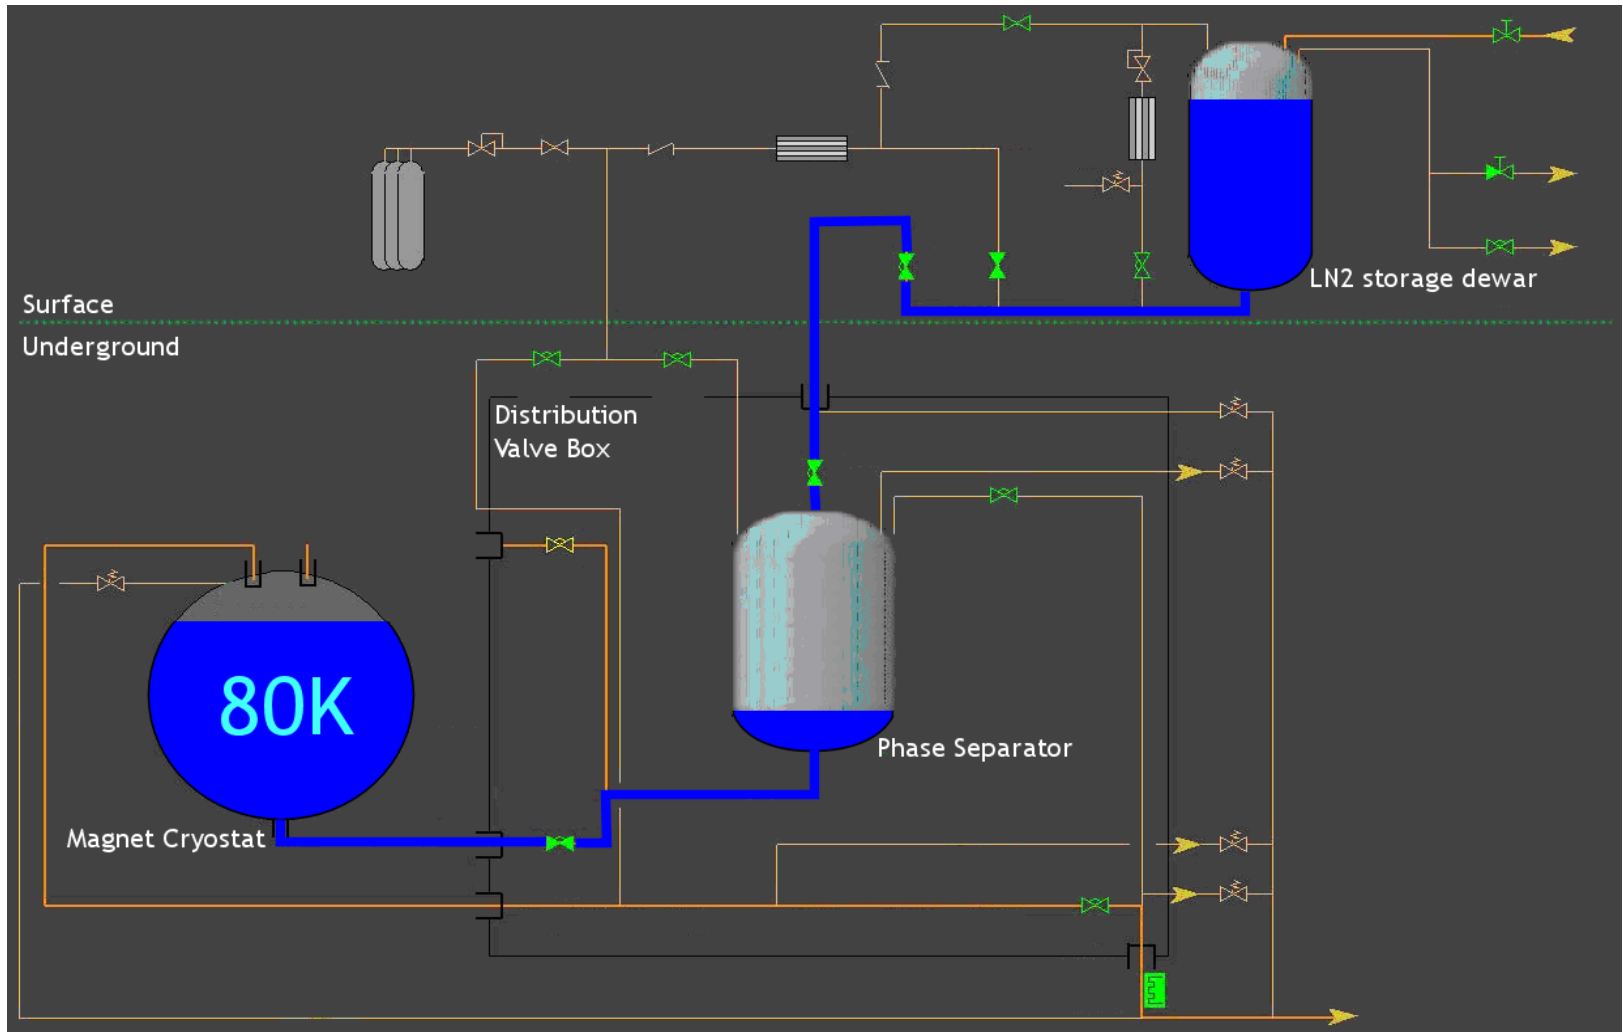 LN2 storage dewar
Surface
Underground
Distribution
Valve Box
80K
Phase Separator
Magnet Cryostat